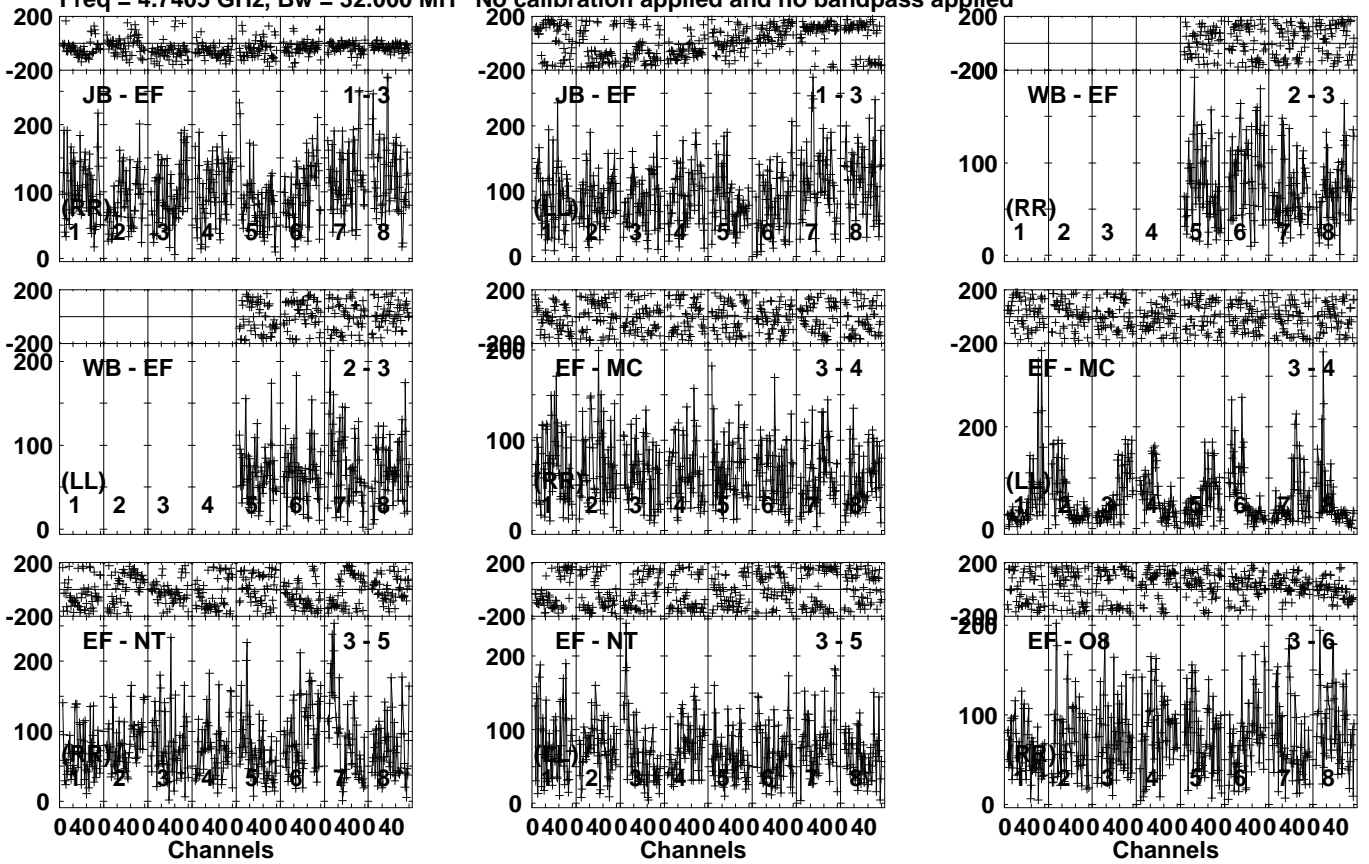 Freq = 4.7405 GHz, Bw = 32.000 MH No calibration applied and no bandpass applied
200 200 200
-200 -200 -200
JB - EF 1 - 3 JB - EF 1 - 3 WB - EF 2 - 3
200 200 200
100 100 100
(RR) (LL) (RR)
1 2 3 4 5 6 7 8 1 2 3 4 5 6 7 8 1 2 3 4 5 6 7 8
0 0 0
200 200 200
-200 -200 -200
200
WB - EF 2 - 3 EF - MC 3 - 4 EF - MC 3 - 4
200 200
100 100
(LL) (RR) (LL)
1 2 3 4 5 6 7 8 1 2 3 4 5 6 7 8 1 2 3 4 5 6 7 8
0 0 0
200 200 200
-200 -200 -200
200
EF - NT 3 - 5 EF - NT 3 - 5 EF - O8 3 - 6
200 200
100 100 100
(RR) (LL) (RR)
1 2 3 4 5 6 7 8 1 2 3 4 5 6 7 8 1 2 3 4 5 6 7 8
0 0 0
0 40 0 40 0 40 0 40 0 40 0 40 0 40 0 40 0 40 0 40 0 40 0 40 0 40 0 40 0 40 0 40 0 40 0 40 0 40 0 40 0 40 0 40 0 40 0 40
Channels Channels Channels